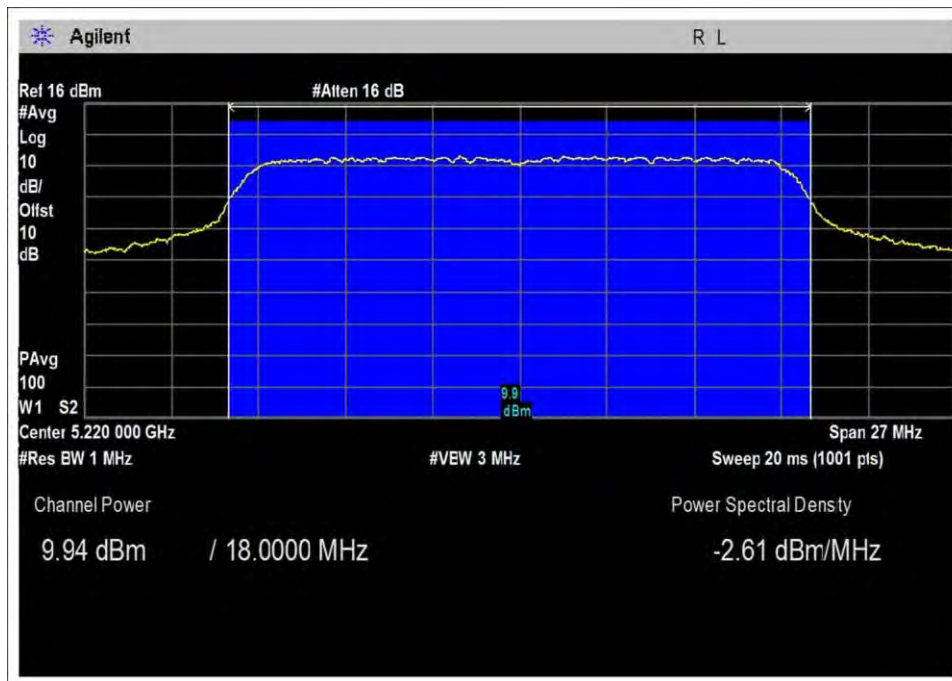 Agilent R L
Ref 16 dBm #Atten 16 dB
#Avg
Log
10
dB/
Offst
10
dB
PAvg
100
W1 S2
9.9
dBm
Center 5.220 000 GHz Span 27 MHz
#Res BW 1 MHz #VEW 3 MHz Sweep 20 ms (1001 pts)
Channel Power Power Spectral Density
9.94 dBm / 18.0000 MHz -2.61 dBm/MHz